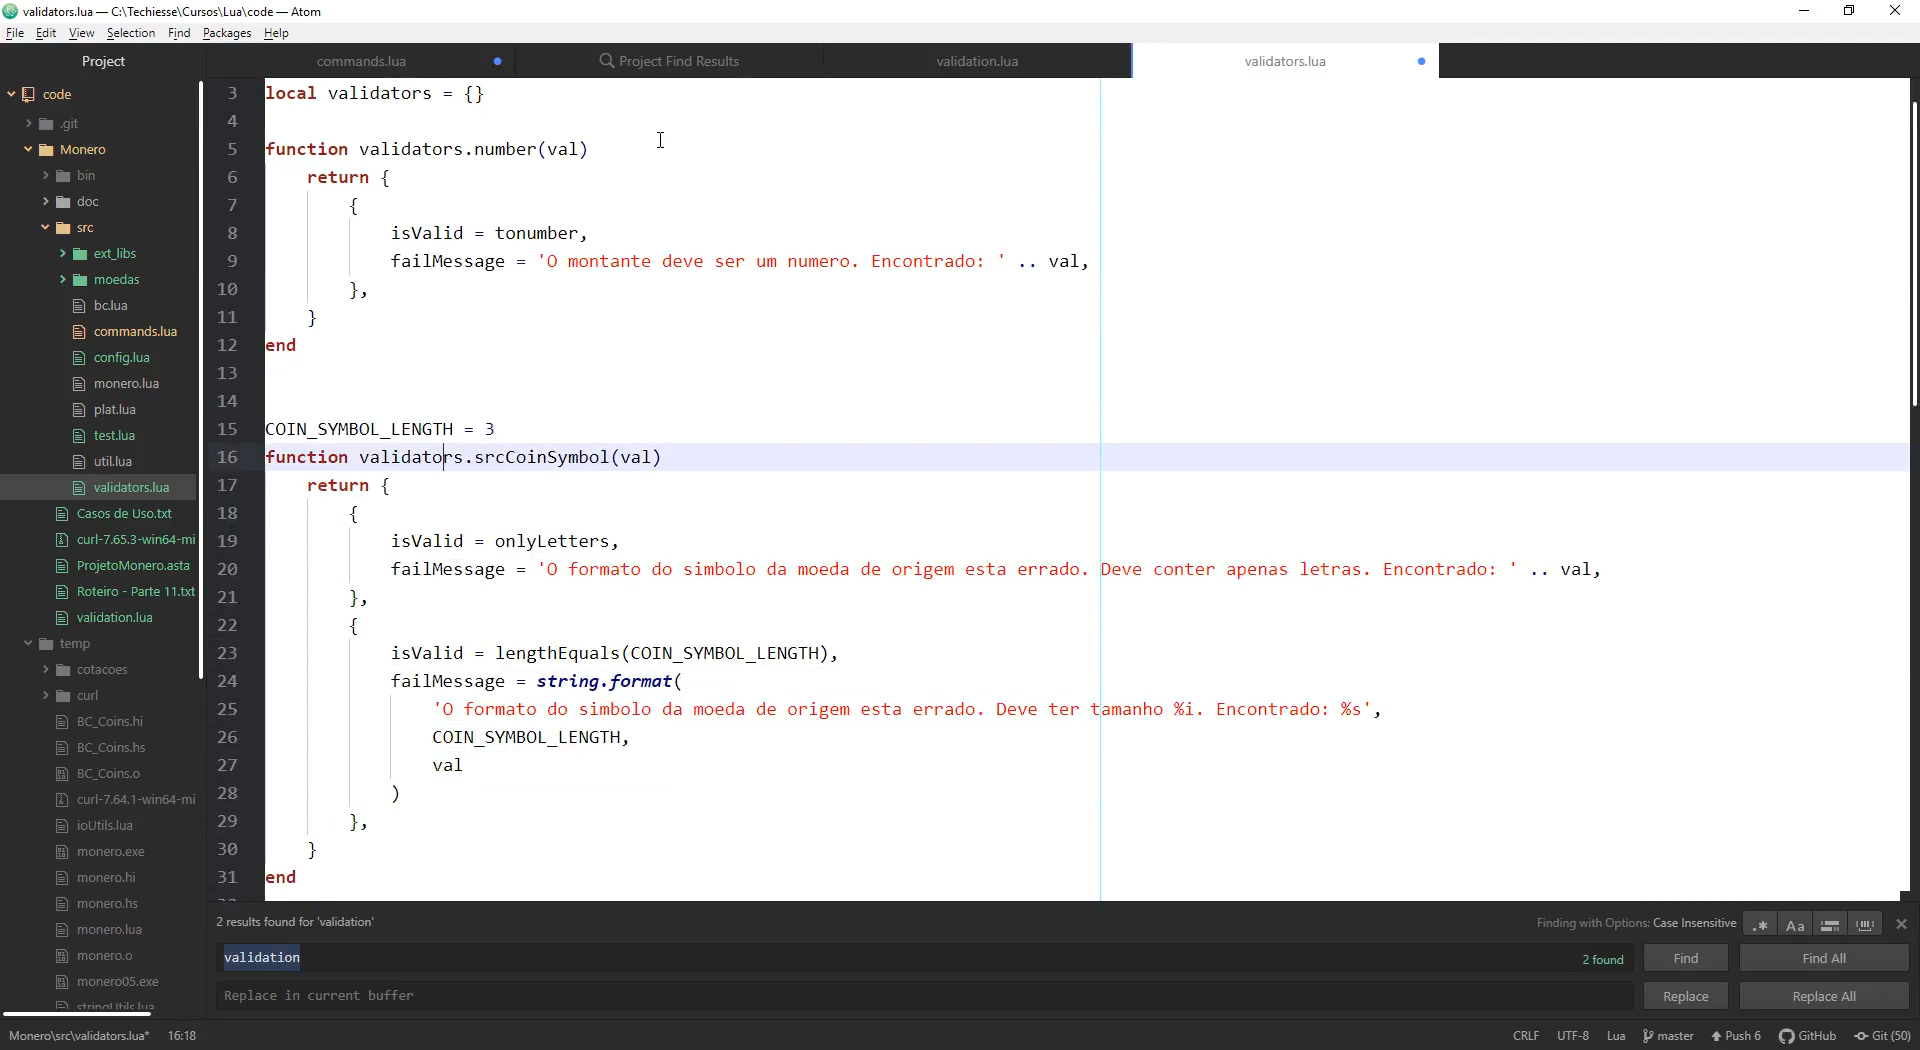 validators.lua — C:\Techiesse\Cursos\Lua\code — Atom
File Edit View Selection Find Packages Help
Project
commands.lua
Project Find Results
validation.lua
validators.lua
code
.git
Monero
bin
doc
src
ext_libs
moedas
bc.lua
commands.lua
config.lua
monero.lua
plat.lua
test.lua
util.lua
validators.lua
Casos de Uso.txt
curl-7.65.3-win64-mi
ProjetoMonero.asta
Roteiro - Parte 11.txt
validation.lua
temp
cotacoes
curl
BC_Coins.hi
BC_Coins.hs
BC_Coins.o
curl-7.64.1-win64-mi
ioUtils.lua
monero.exe
monero.hi
monero.hs
monero.lua
monero.o
monero05.exe
stringUtils.lua
3 local validators = {}
4
5 function validators.number(val)
6     return {
7         {
8             isValid = tonumber,
9             failMessage = 'O montante deve ser um numero. Encontrado: ' .. val,
10         },
11     }
12 end
13
14
15 COIN_SYMBOL_LENGTH = 3
16 function validators.srcCoinSymbol(val)
17     return {
18         {
19             isValid = onlyLetters,
20             failMessage = 'O formato do simbolo da moeda de origem esta errado. Deve conter apenas letras. Encontrado: ' .. val,
21         },
22         {
23             isValid = lengthEquals(COIN_SYMBOL_LENGTH),
24             failMessage = string.format(
25                 'O formato do simbolo da moeda de origem esta errado. Deve ter tamanho %i. Encontrado: %s',
26                 COIN_SYMBOL_LENGTH,
27                 val
28             )
29         },
30     }
31 end
2 results found for 'validation'
Finding with Options: Case Insensitive
.* Aa
validation
2 found
Find
Find All
Replace in current buffer
Replace
Replace All
Monero\src\validators.lua* 16:18
CRLF UTF-8 Lua master Push 6 GitHub Git (50)